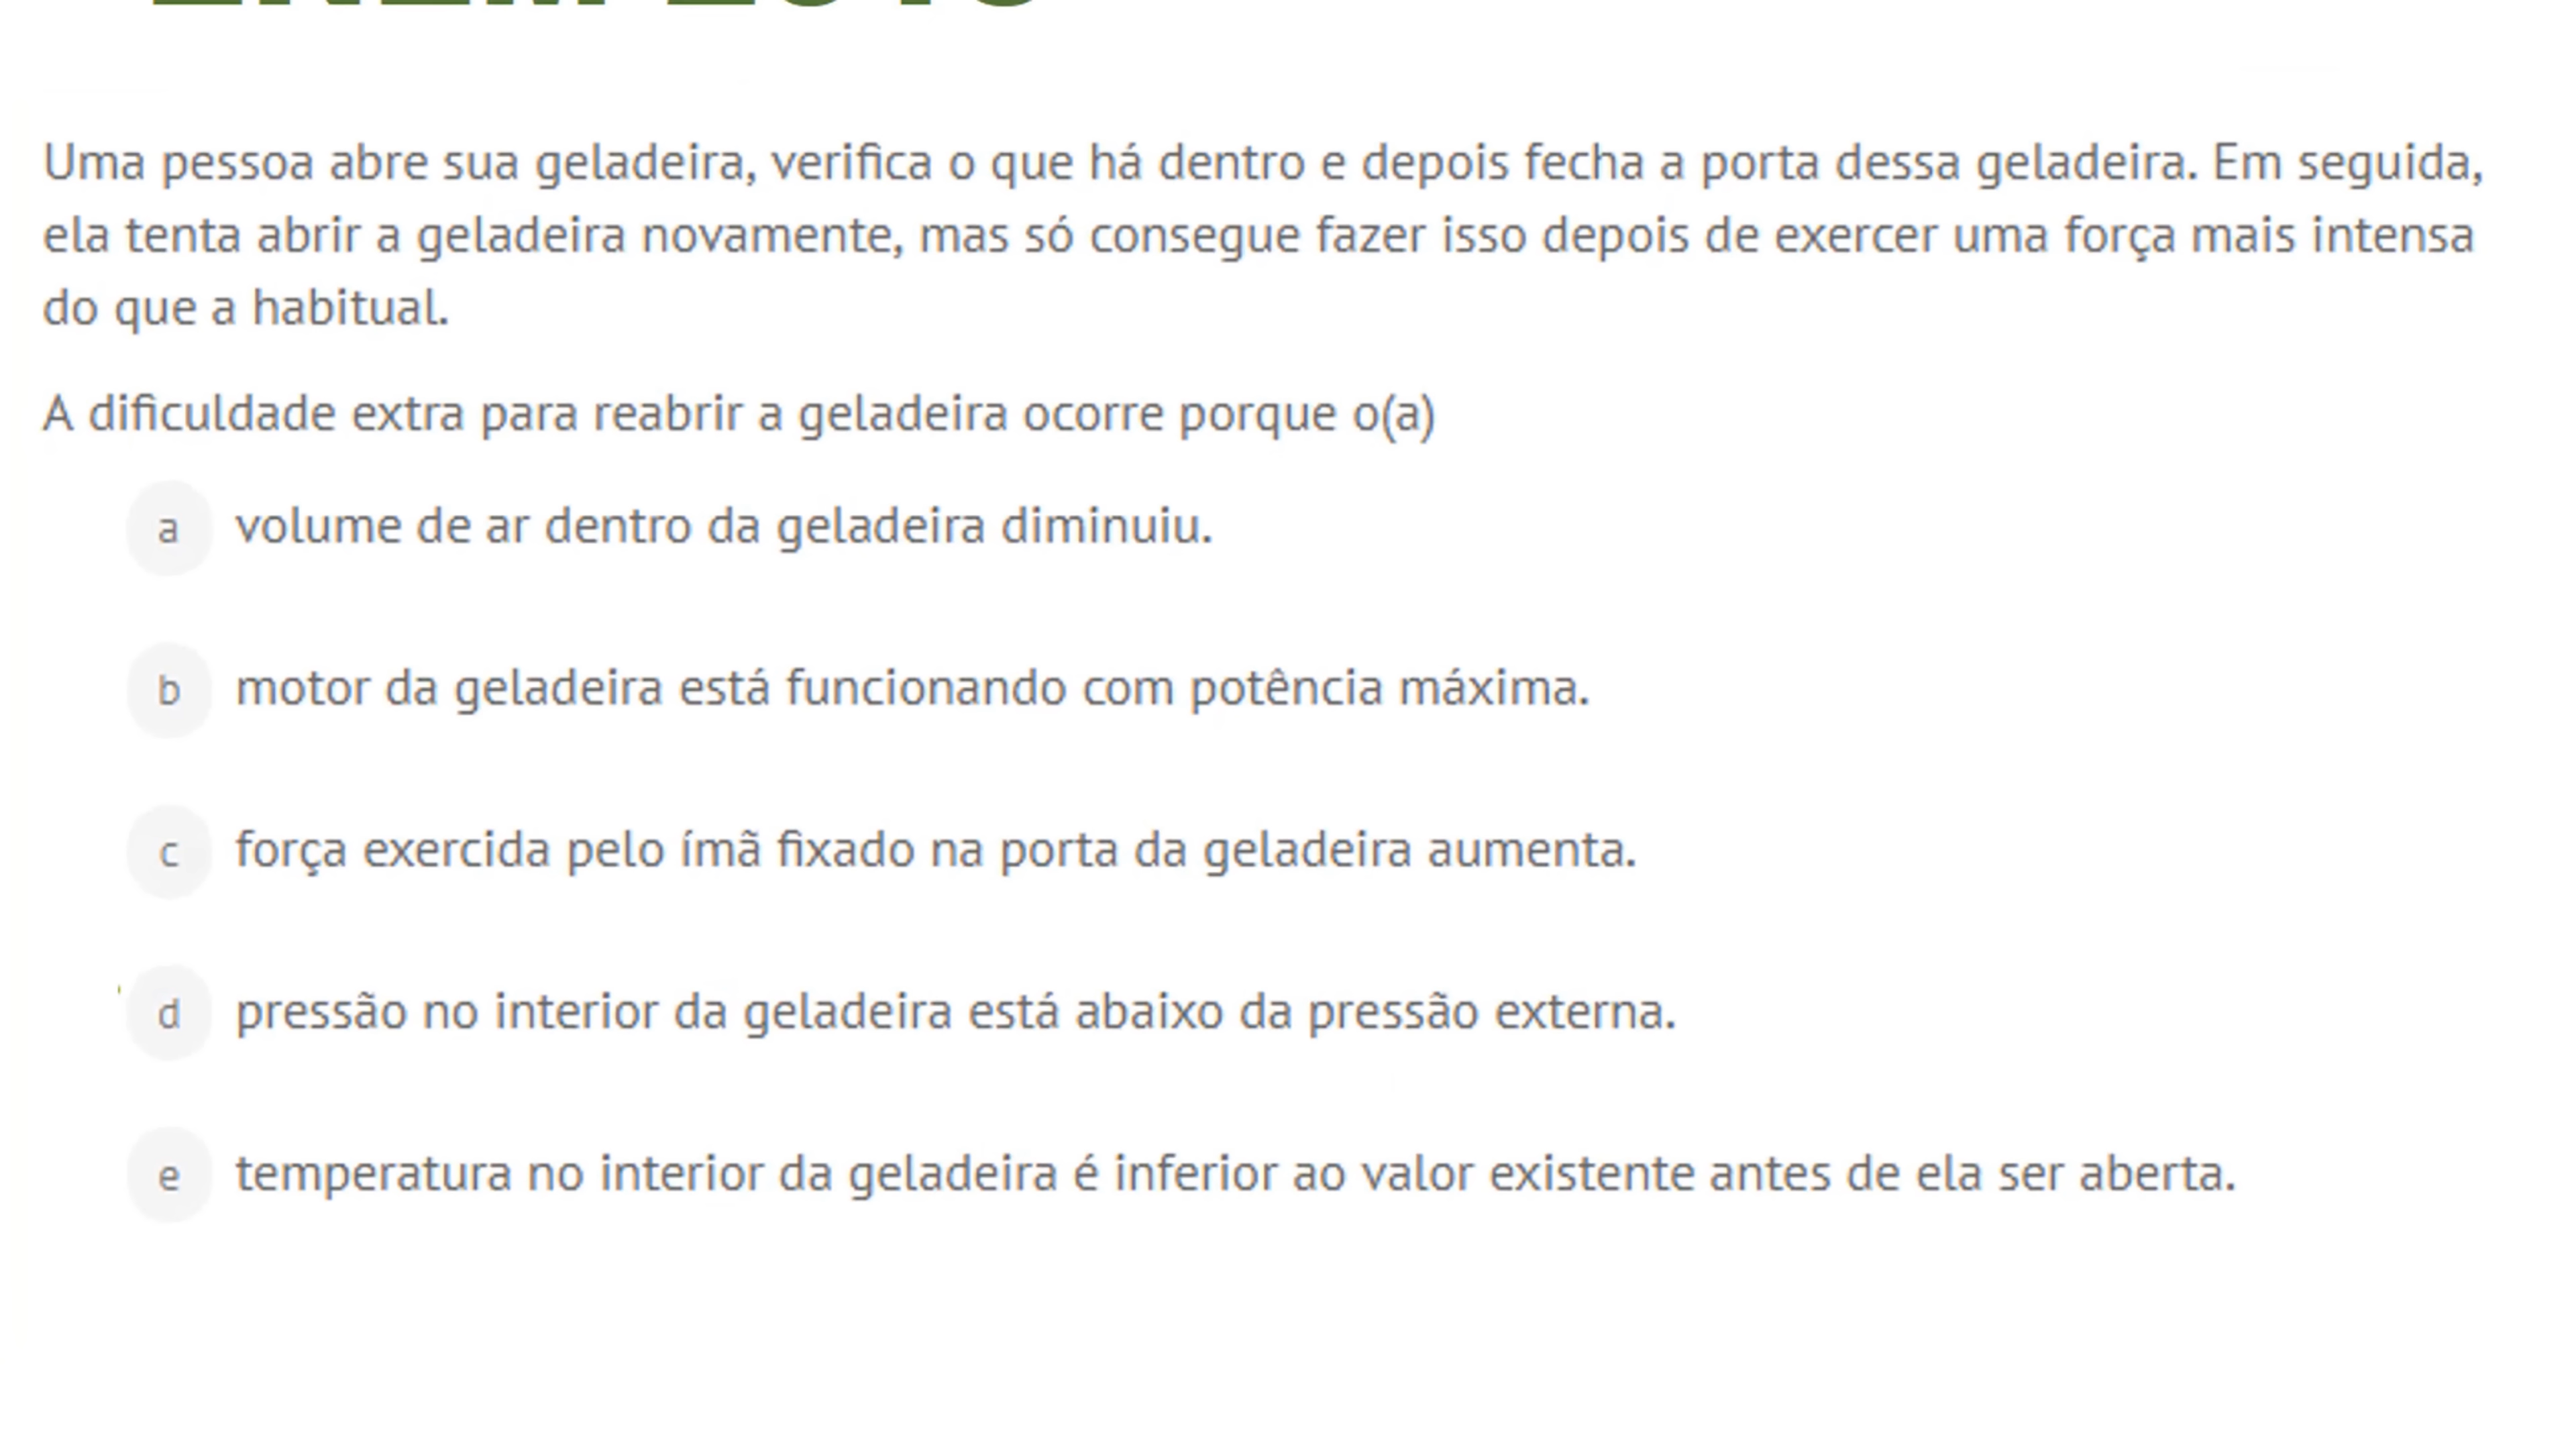 Uma pessoa abre sua geladeira, verifica o que há dentro e depois fecha a porta dessa geladeira. Em seguida,
ela tenta abrir a geladeira novamente, mas só consegue fazer isso depois de exercer uma força mais intensa
do que a habitual.
A dificuldade extra para reabrir a geladeira ocorre porque o(a)
a volume de ar dentro da geladeira diminuiu.
b motor da geladeira está funcionando com potência máxima.
c força exercida pelo ímã fixado na porta da geladeira aumenta.
d pressão no interior da geladeira está abaixo da pressão externa.
e temperatura no interior da geladeira é inferior ao valor existente antes de ela ser aberta.